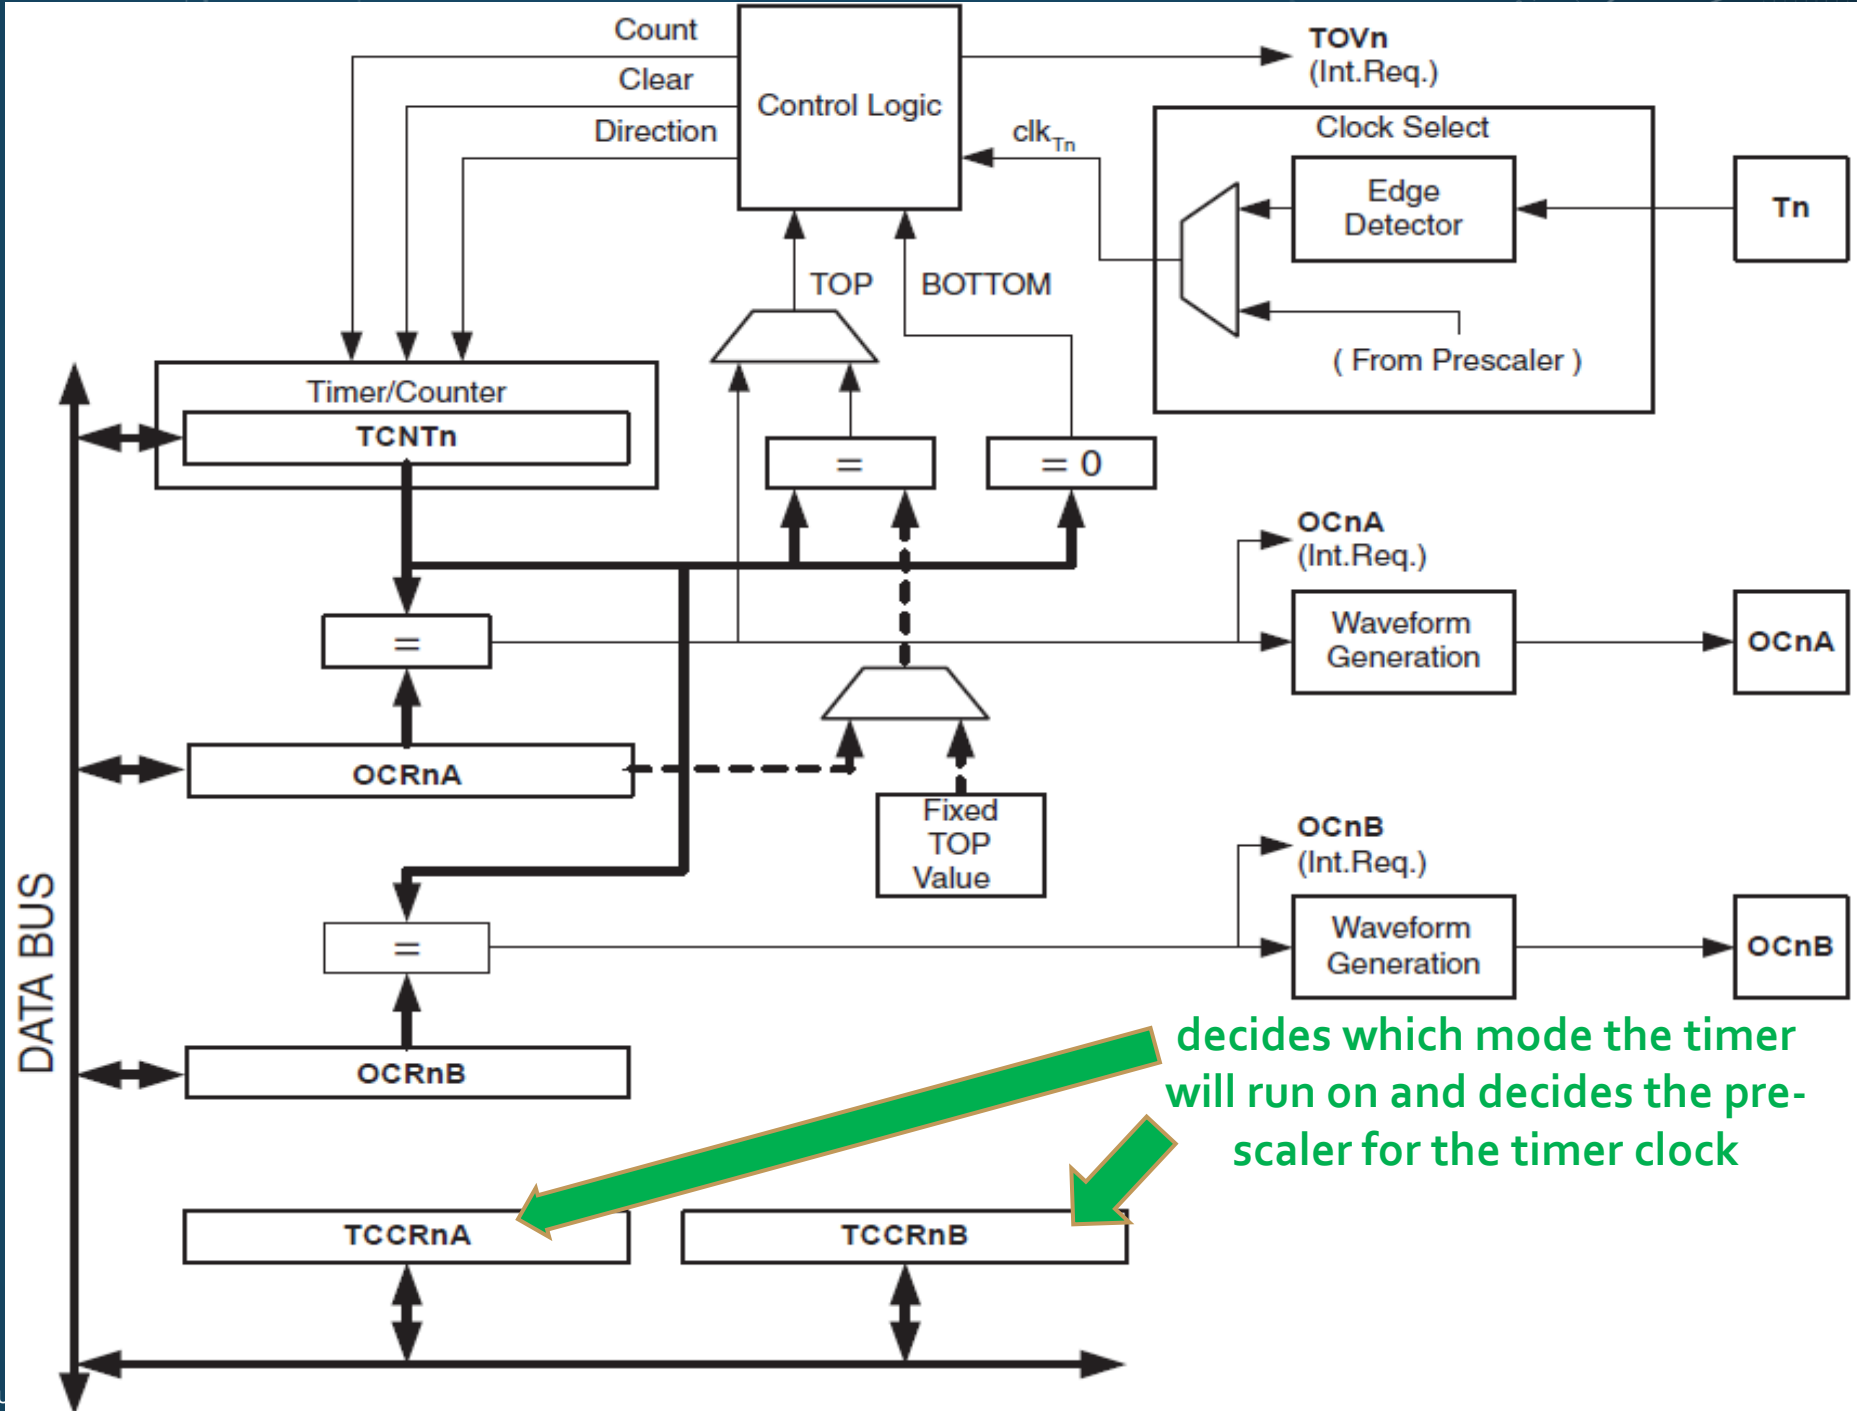 Count
Clear
Direction
Control Logic
TOVn
(Int.Req.)
clkTn
Clock Select
Edge
Detector
Tn
( From Prescaler )
TOP
BOTTOM
Timer/Counter
TCNTn
=
= 0
OCnA
(Int.Req.)
=
Waveform
Generation
OCnA
OCRnA
Fixed
TOP
Value
OCnB
(Int.Req.)
=
Waveform
Generation
OCnB
OCRnB
DATA BUS
decides which mode the timer
will run on and decides the pre-
scaler for the timer clock
TCCRnA
TCCRnB